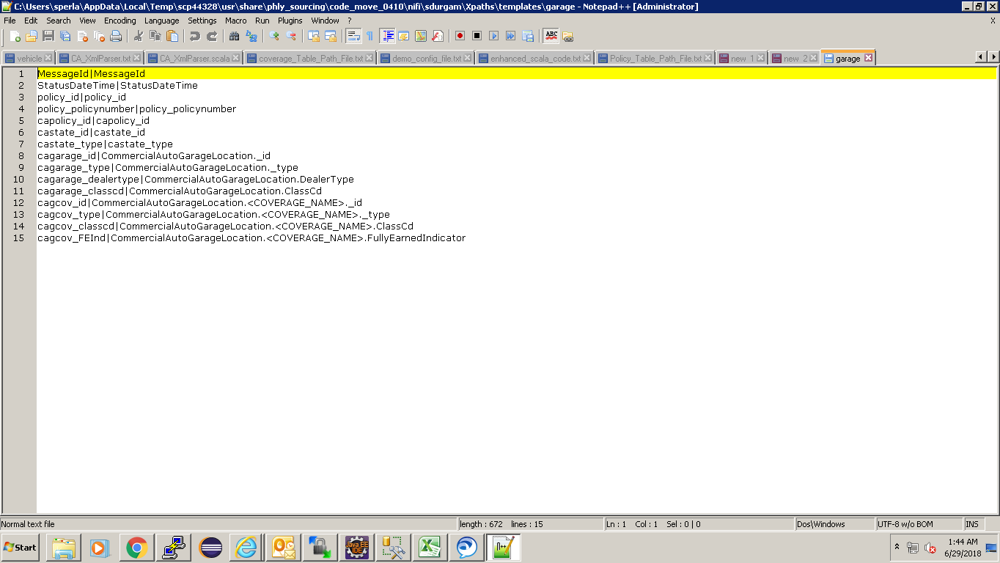 C:\Users\sperla\AppData\Local\Temp\scp44328\usr\share\phly_sourcing\code_move_0410\nifi\sdurgam\Xpaths\templates\garage - Notepad++ [Administrator]
File Edit Search View Encoding Language Settings Macro Run Plugins Window ? X
ABC
vehicle CA_XmlParser.txt CA_XmlParser.scala coverage_Table_Path_File.txt demo_config_file.txt enhanced_scala_code.txt Policy_Table_Path_File.txt new 1 new 2 garage
1 MessageId|MessageId
2 StatusDateTime|StatusDateTime
3 policy_id|policy_id
4 policy_policynumber|policy_policynumber
5 capolicy_id|capolicy_id
6 castate_id|castate_id
7 castate_type|castate_type
8 cagarage_id|CommercialAutoGarageLocation._id
9 cagarage_type|CommercialAutoGarageLocation._type
10 cagarage_dealertype|CommercialAutoGarageLocation.DealerType
11 cagarage_classcd|CommercialAutoGarageLocation.ClassCd
12 cagcov_id|CommercialAutoGarageLocation.<COVERAGE_NAME>._id
13 cagcov_type|CommercialAutoGarageLocation.<COVERAGE_NAME>._type
14 cagcov_classcd|CommercialAutoGarageLocation.<COVERAGE_NAME>.ClassCd
15 cagcov_FEInd|CommercialAutoGarageLocation.<COVERAGE_NAME>.FullyEarnedIndicator
Normal text file length : 672 lines : 15 Ln : 1 Col : 1 Sel : 0 | 0 Dos\Windows UTF-8 w/o BOM INS
Start Java EE IDE 1:44 AM
6/29/2018